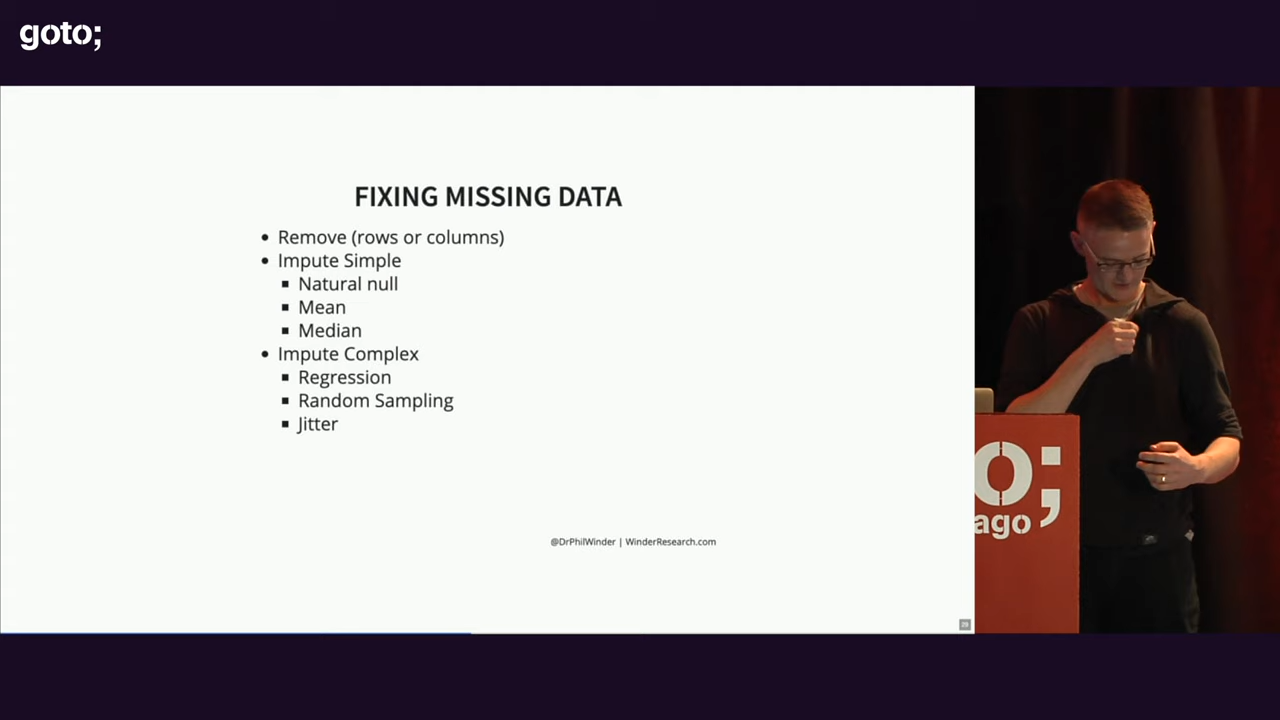 goto;
FIXING MISSING DATA
• Remove (rows or columns)
• Impute Simple
▪ Natural null
▪ Mean
▪ Median
• Impute Complex
▪ Regression
▪ Random Sampling
▪ Jitter
@DrPhilWinder | WinderResearch.com
o;
ago